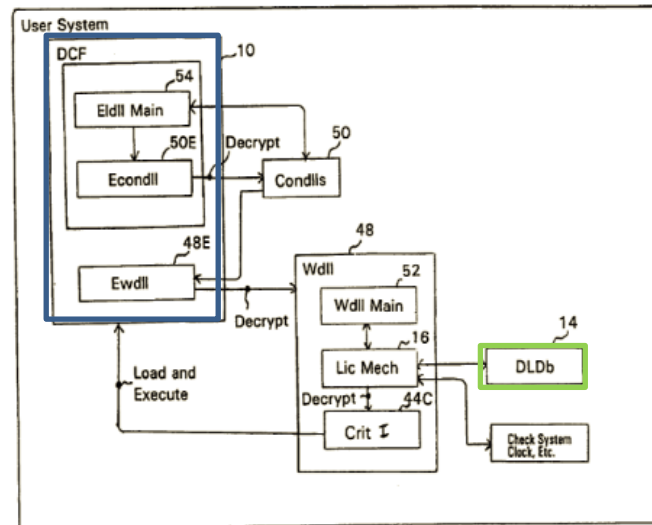 User System
DCF
10
54
Eldll Main
50E
Decrypt
50
Econdll
Condlls
48E
48
Ewdll
Wdll
Decrypt
52
Wdll Main
16
14
Lic Mech
DLDb
Load and
Execute
Decrypt
44C
Crit I
Check System
Clock, Etc.